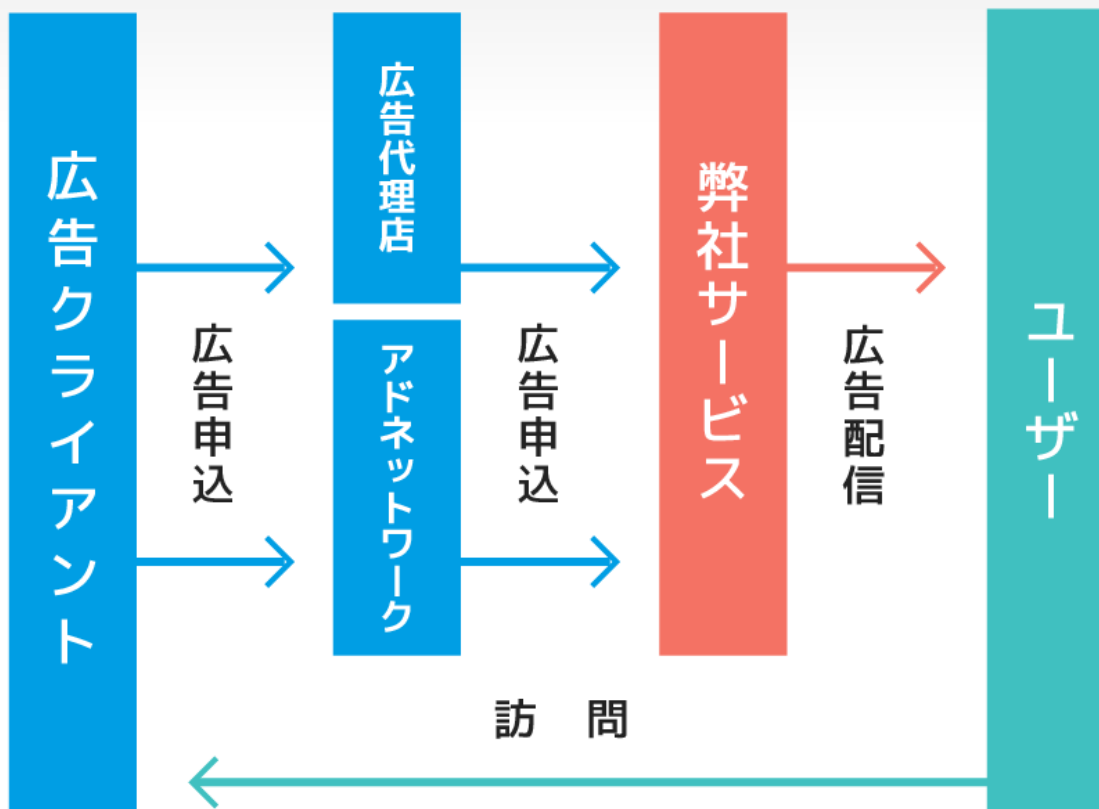 広告クライアント
広告申込
広告代理店
アドネットワーク
広告申込
弊社サービス
広告配信
ユーザー
訪　問